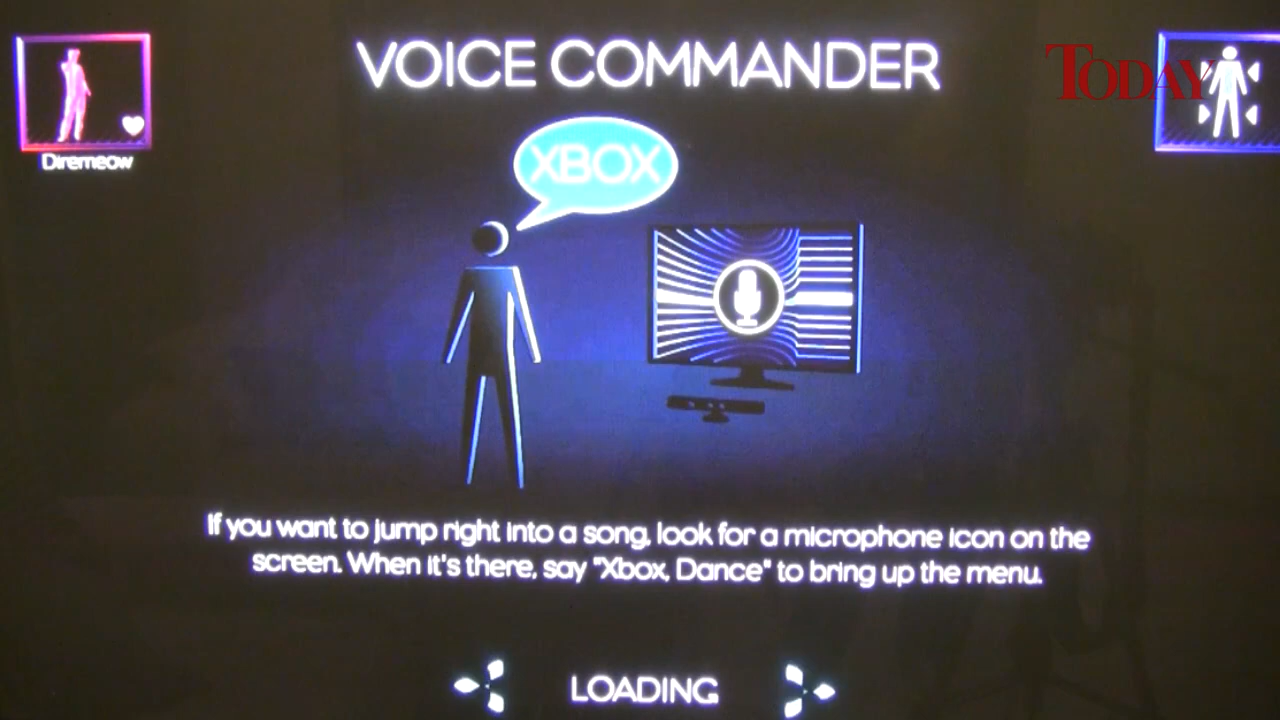 VOICE COMMANDER
TODAY
Diremeow
XBOX
If you want to jump right into a song, look for a microphone icon on the
screen. When it's there, say "Xbox, Dance" to bring up the menu.
LOADING